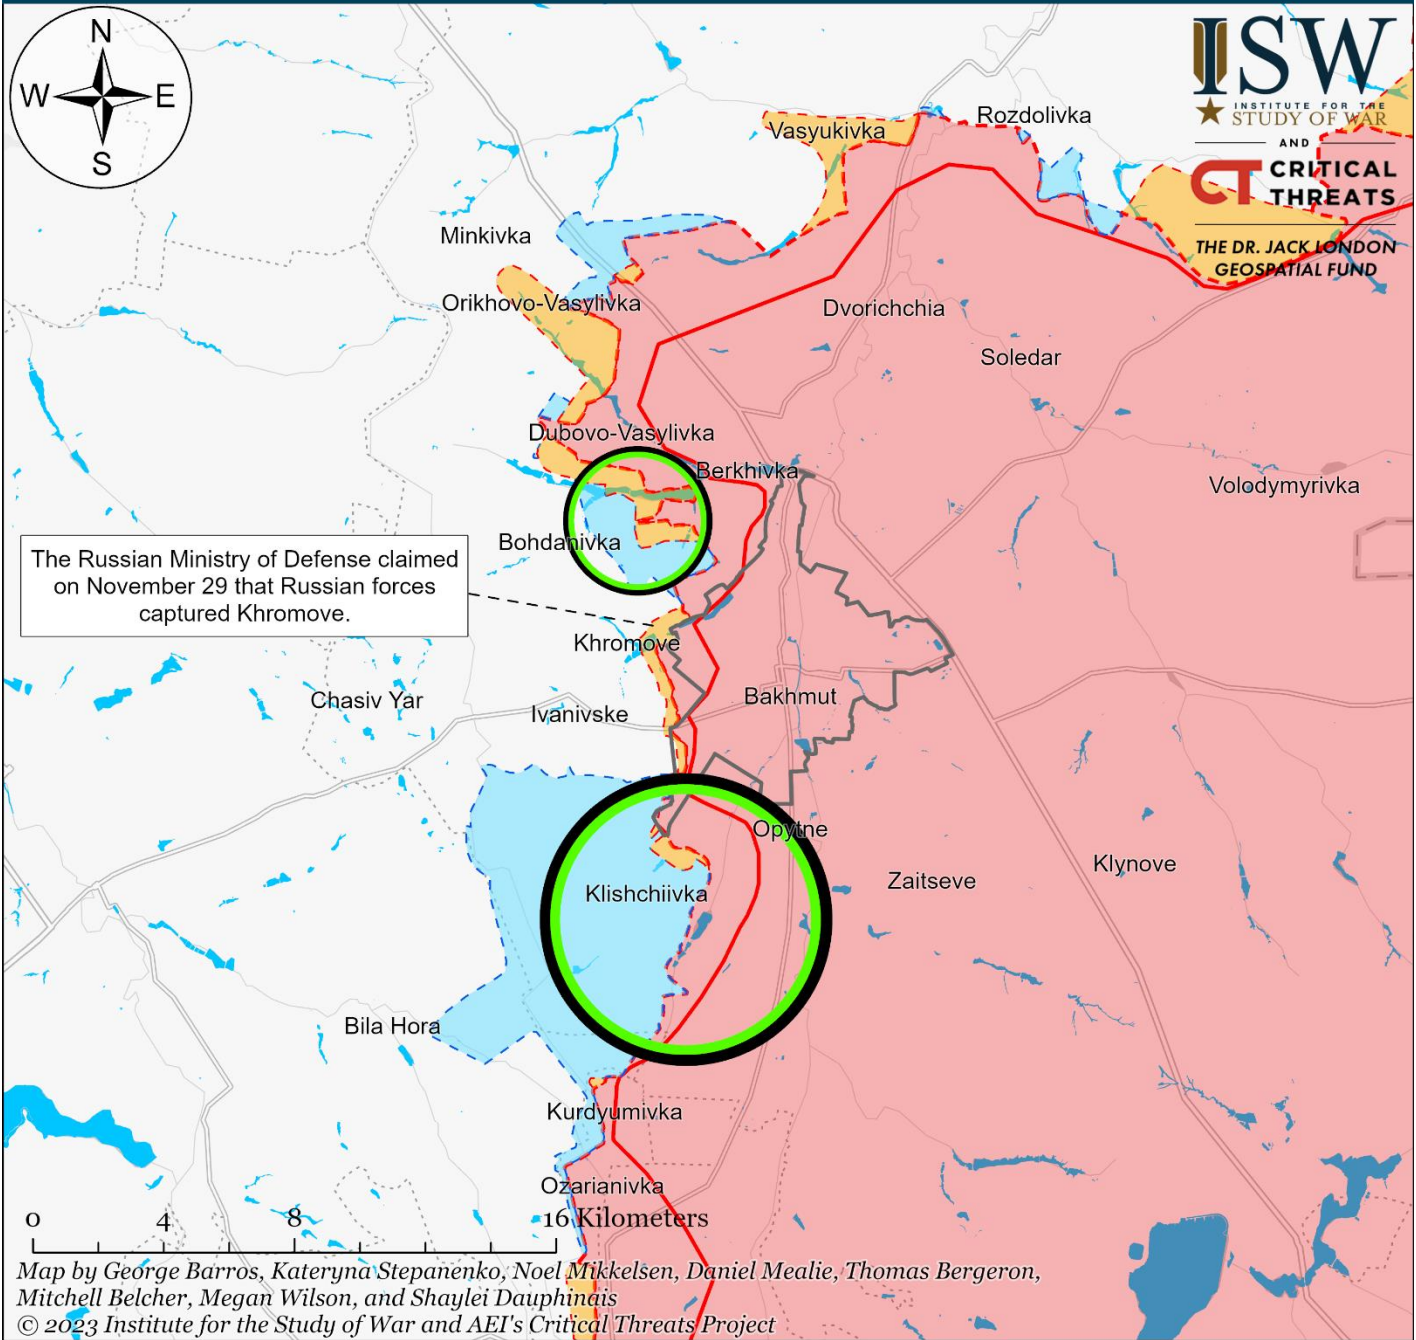 N
W E
S
ISW
INSTITUTE FOR THE
STUDY OF WAR
AND
CT CRITICAL
THREATS
THE DR. JACK LONDON
GEOSPATIAL FUND
Rozdolivka
Vasyukivka
Minkivka
Orikhovo-Vasylivka
Dvorichchia
Soledar
Dubovo-Vasylivka
Berkhivka
Volodymyrivka
Bohdanivka
The Russian Ministry of Defense claimed
on November 29 that Russian forces
captured Khromove.
Khromove
Chasiv Yar
Ivanivske
Bakhmut
Opytne
Klynove
Zaitseve
Klishchiivka
Bila Hora
Kurdyumivka
Ozarianivka
0 4 8 16 Kilometers
Map by George Barros, Kateryna Stepanenko, Noel Mikkelsen, Daniel Mealie, Thomas Bergeron,
Mitchell Belcher, Megan Wilson, and Shaylei Dauphinais
© 2023 Institute for the Study of War and AEI's Critical Threats Project